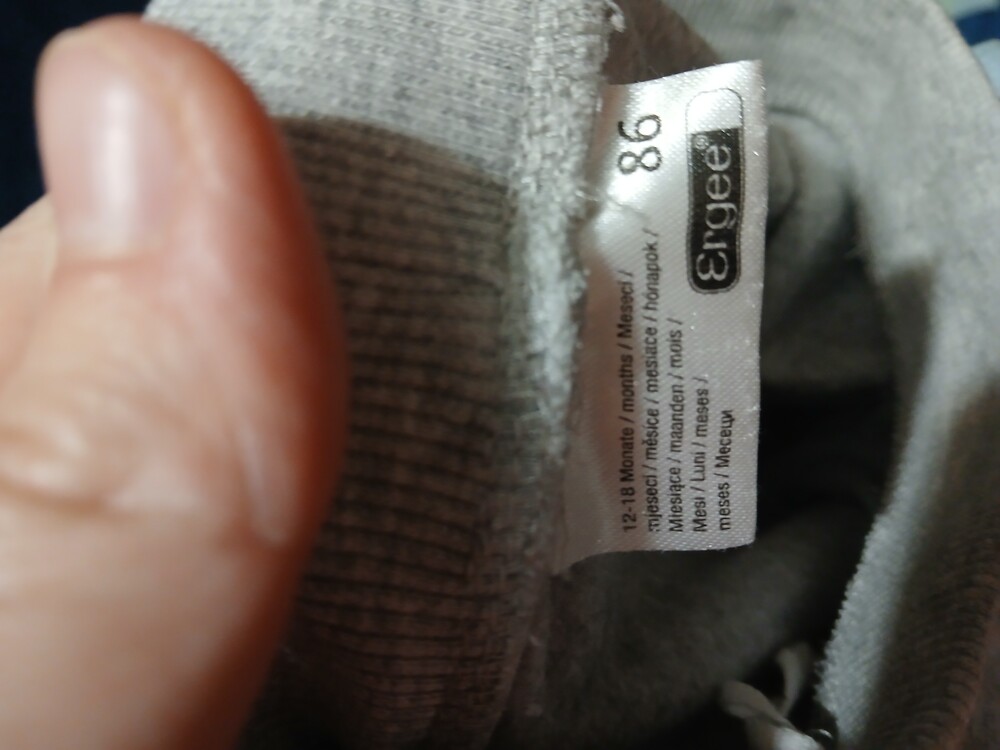 Ergee®
86
12-18 Monate / months / Meseci /
mjeseci / měsíce / mesiace / hónapok /
Miesiące / maanden / mois /
Mesi / Luni / meses /
meses / Месеци